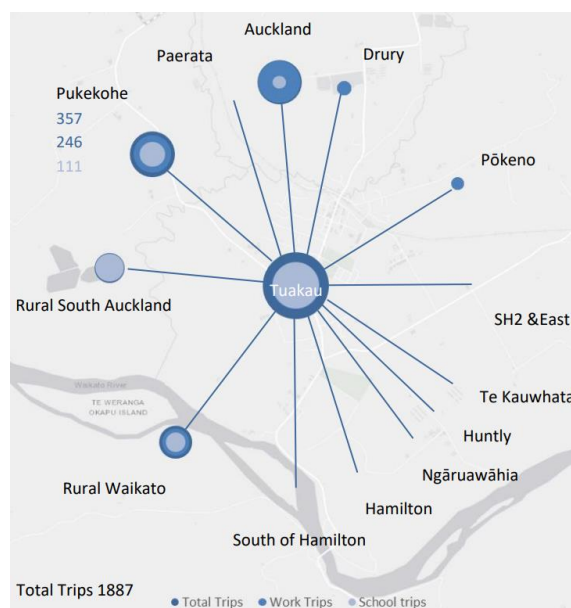 Auckland
Paerata
Drury
Pukekohe
357
246
111
Pōkeno
Tuakau
Rural South Auckland
SH2 &East
Waikato River
TE WERANGA
OKAPU ISLAND
Te Kauwhata
Huntly
Rural Waikato
Ngāruawāhia
Hamilton
South of Hamilton
Total Trips 1887
Total Trips Work Trips School trips